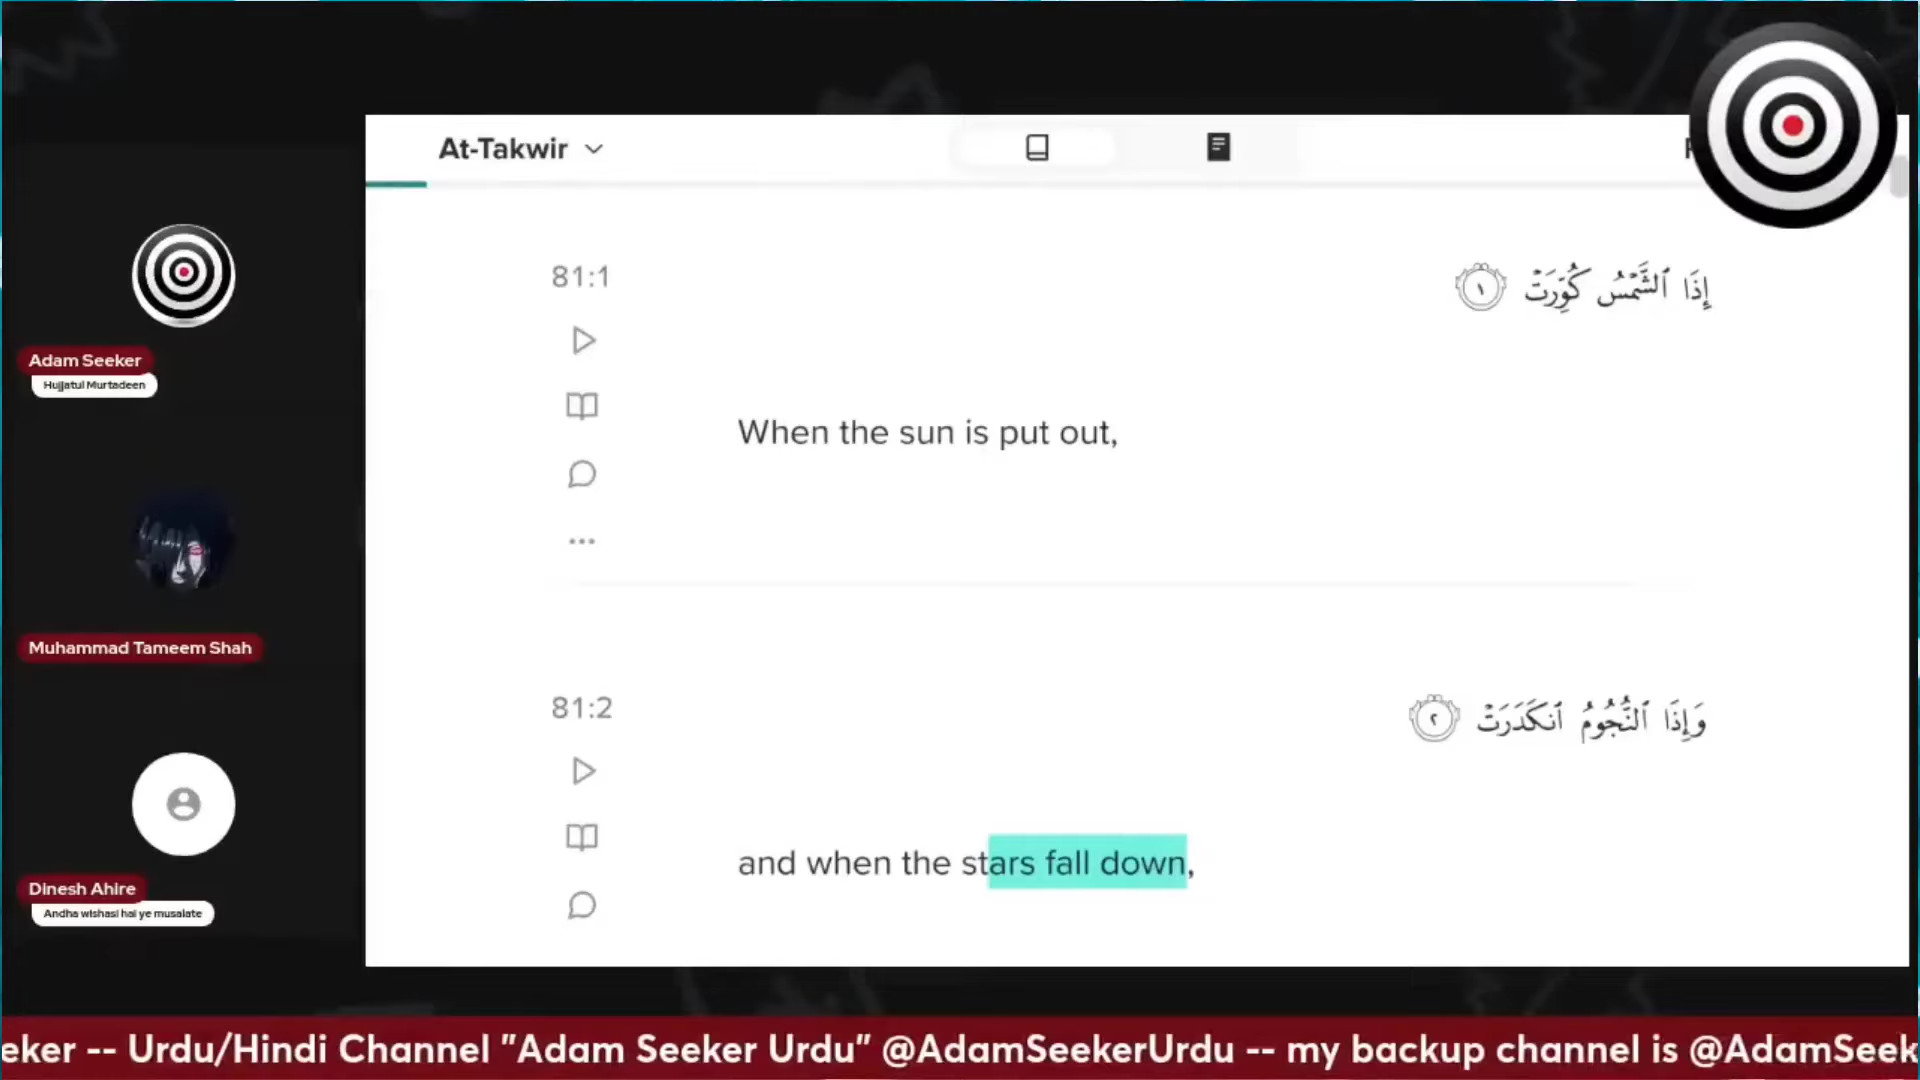 At-Takwir
81:1
إِذَا ٱلشَّمْسُ كُوِّرَتْ ١
When the sun is put out,
81:2
وَإِذَا ٱلنُّجُومُ ٱنكَدَرَتْ ٢
and when the stars fall down,
Adam Seeker
Hujjatul Murtadeen
Muhammad Tameem Shah
Dinesh Ahire
Andha wishasi hai ye musalate
eker -- Urdu/Hindi Channel "Adam Seeker Urdu" @AdamSeekerUrdu -- my backup channel is @AdamSeek